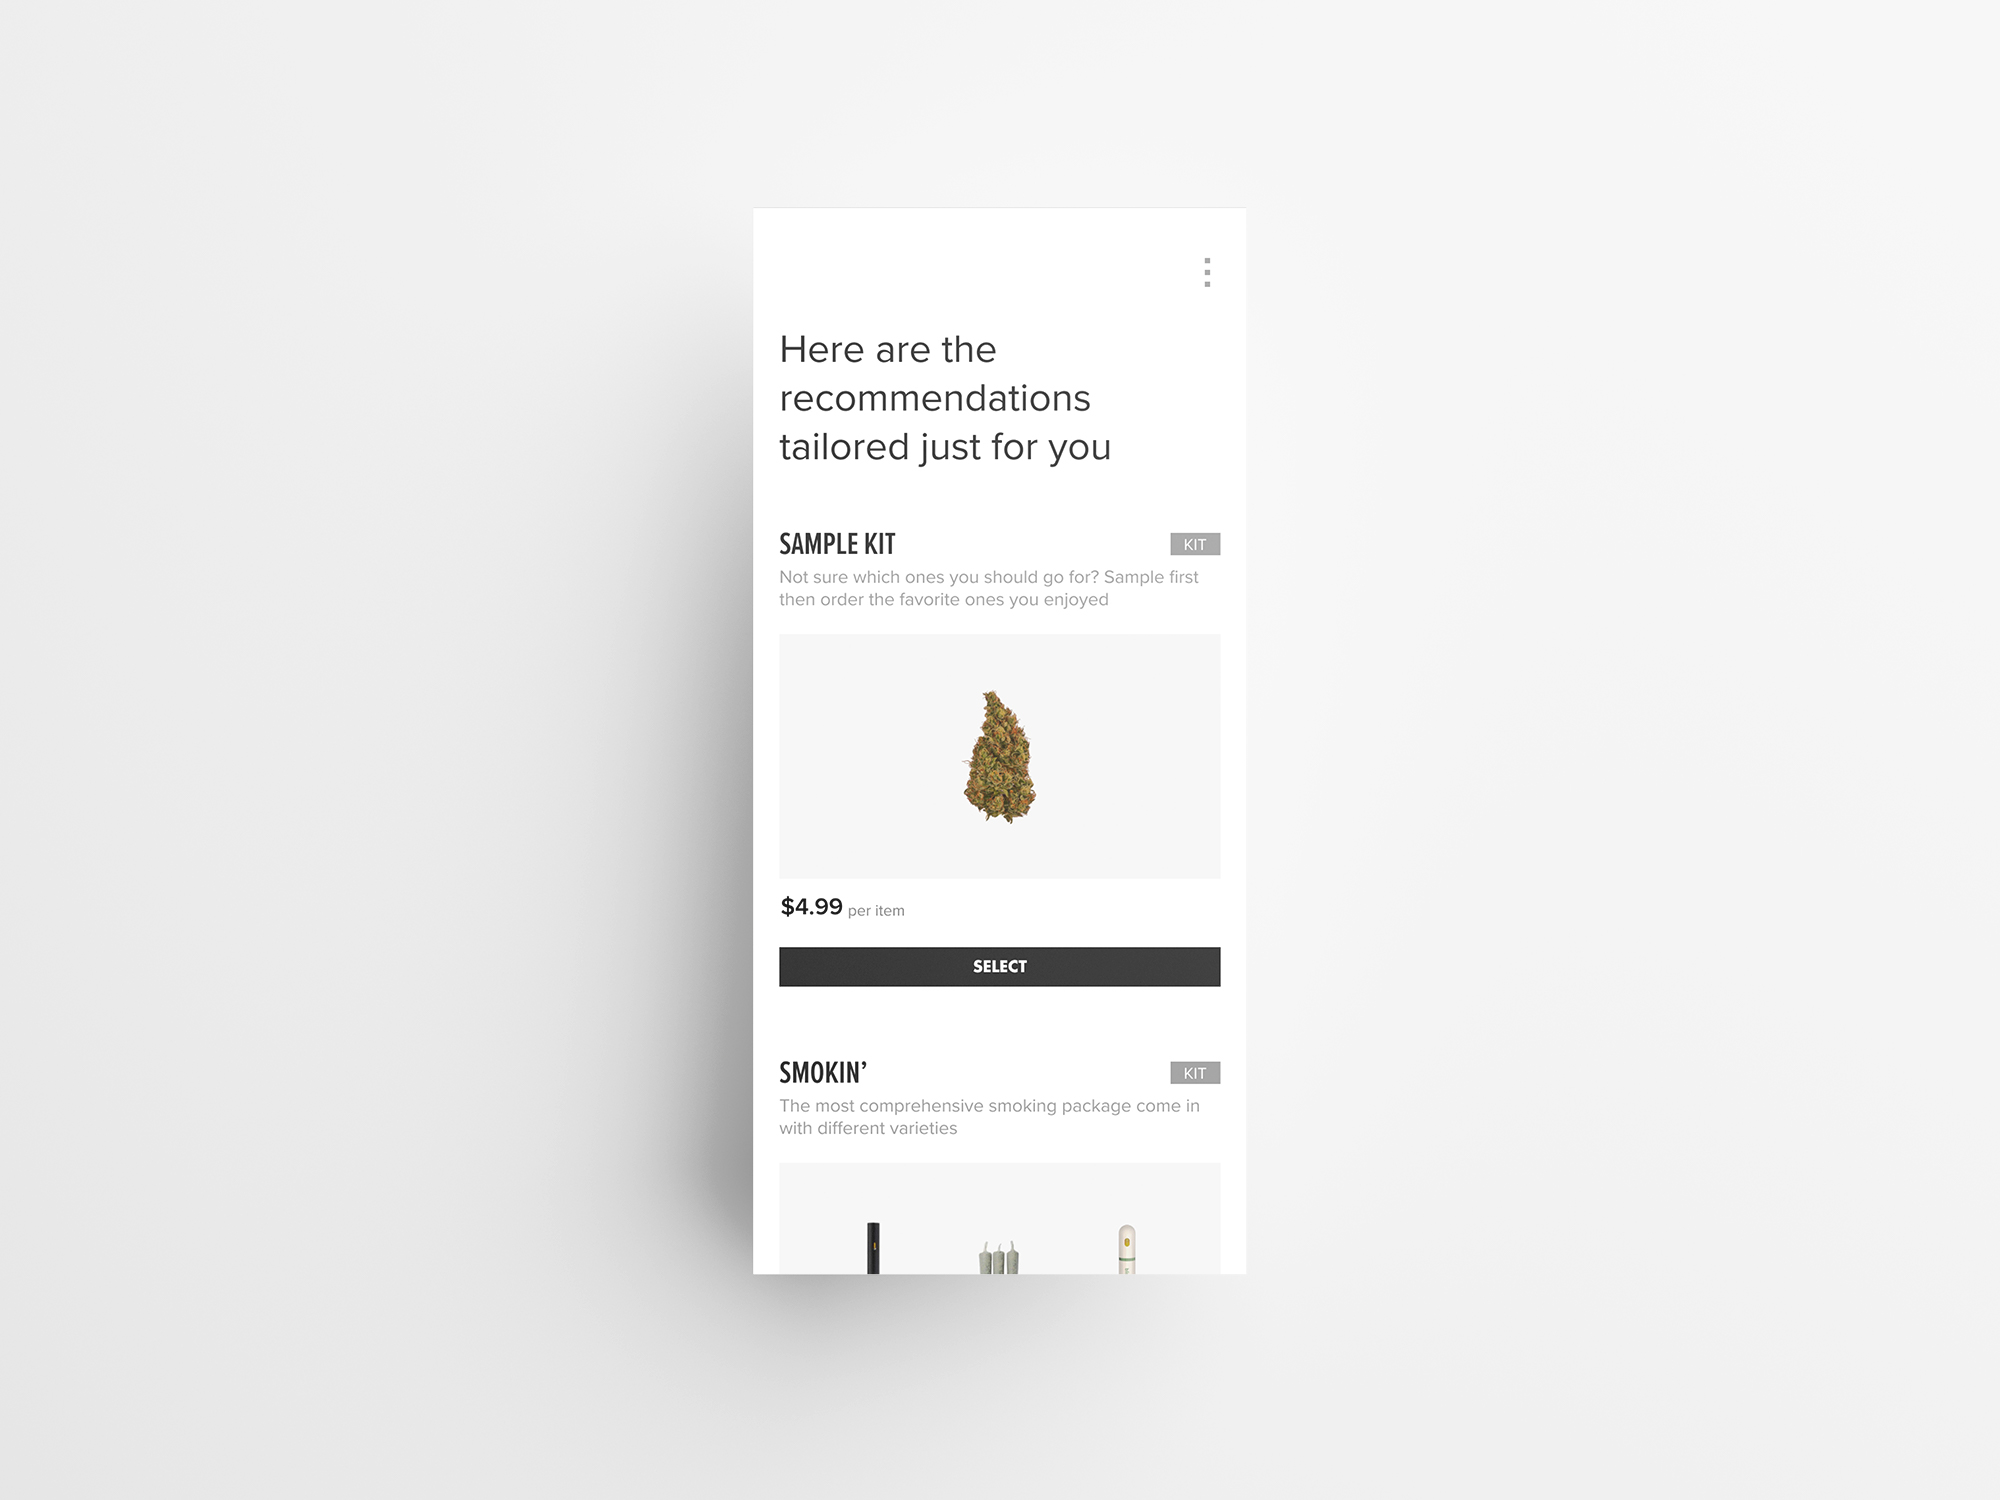 Here are the
recommendations
tailored just for you
SAMPLE KIT
KIT
Not sure which ones you should go for? Sample first
then order the favorite ones you enjoyed
$4.99 per item
SELECT
SMOKIN’
KIT
The most comprehensive smoking package come in
with different varieties